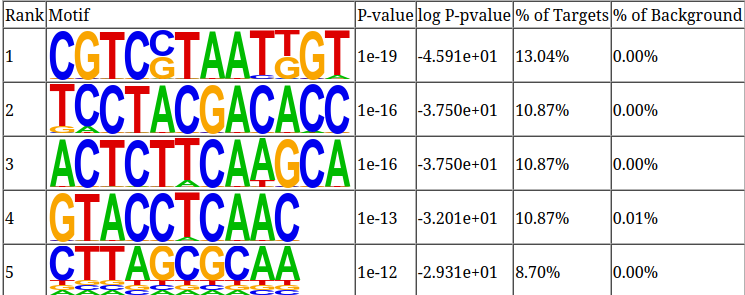 Rank Motif P-value log P-pvalue % of Targets % of Background
1 CGTCCTAATTGT 1e-19 -4.591e+01 13.04% 0.00%
2 TCCTACGACACC 1e-16 -3.750e+01 10.87% 0.00%
3 ACTCTTCAAGCA 1e-16 -3.750e+01 10.87% 0.00%
4 GTACCTCAAC 1e-13 -3.201e+01 10.87% 0.01%
5 CTTAGCGCAA 1e-12 -2.931e+01 8.70% 0.00%